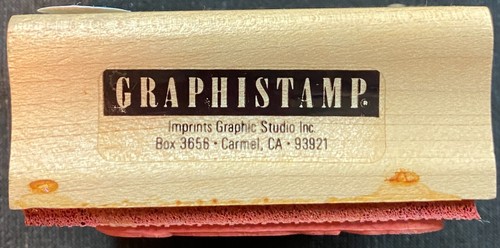 GRAPHISTAMP®
Imprints Graphic Studio Inc
Box 3656 • Carmel, CA • 93921